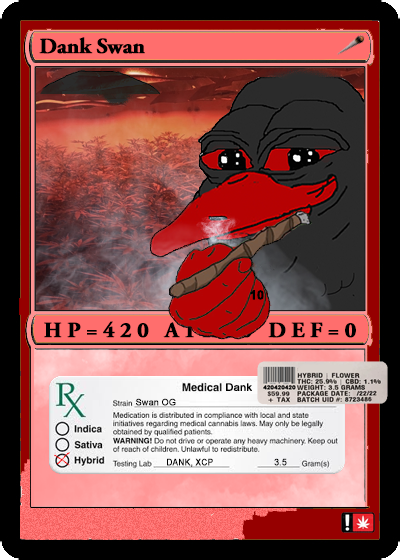 Dank Swan
10
HP=420 DEF=0
Medical Dank
Strain Swan OG
Medication is distributed in compliance with local and state
initiatives regarding medical cannabis laws. May only be legally
obtained by qualified patients.
WARNING! Do not drive or operate any heavy machinery. Keep out
of reach of children. Unlawful to redistribute.
Testing Lab DANK, XCP 3.5 Gram(s)
Rx
Indica
Sativa
Hybrid
420420420
$59.99
+ TAX
HYBRID | FLOWER
THC: 25.9% | CBD: 1.1%
WEIGHT: 3.5 GRAMS
PACKAGE DATE: /22/22
BATCH UID #: 8723486
!